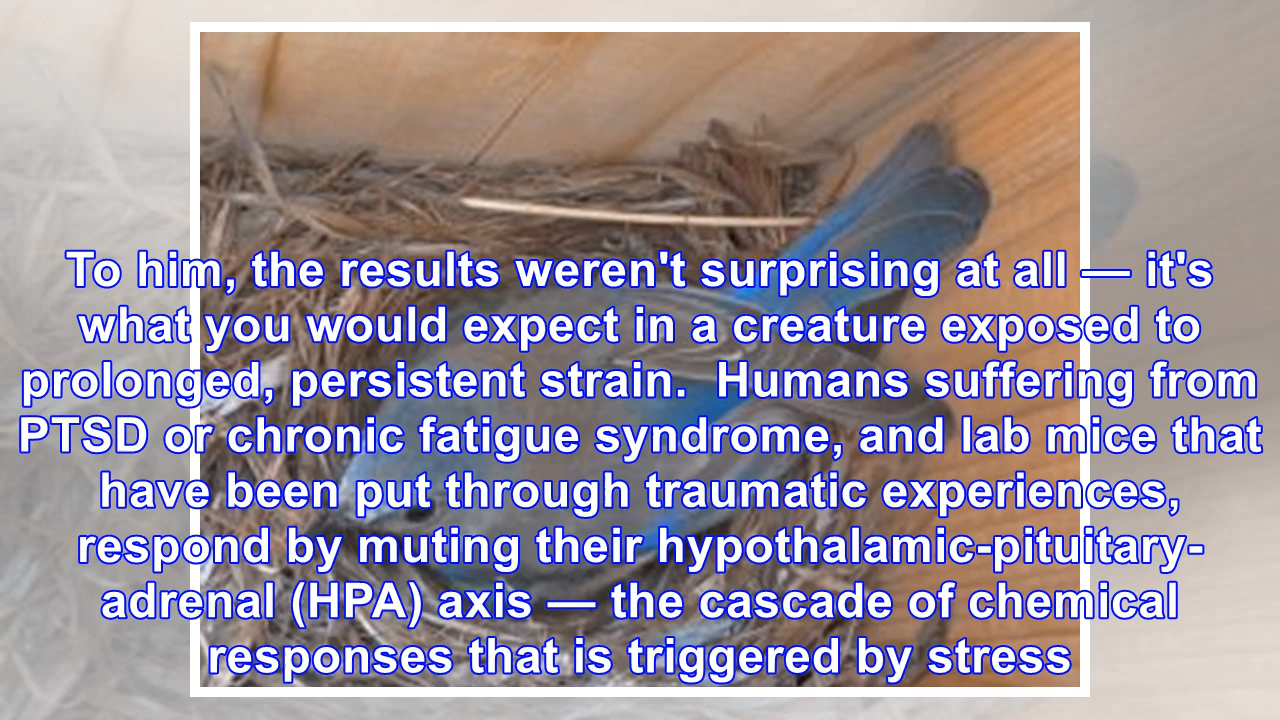 To him, the results weren't surprising at all — it's
what you would expect in a creature exposed to
prolonged, persistent strain.  Humans suffering from
PTSD or chronic fatigue syndrome, and lab mice that
have been put through traumatic experiences,
respond by muting their hypothalamic-pituitary-
adrenal (HPA) axis — the cascade of chemical
responses that is triggered by stress